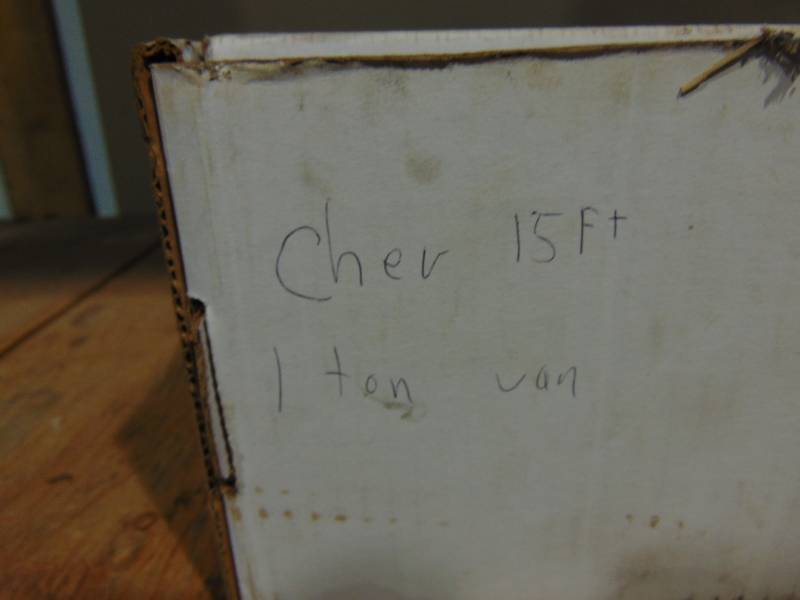 Chev 15Ft
1 ton van